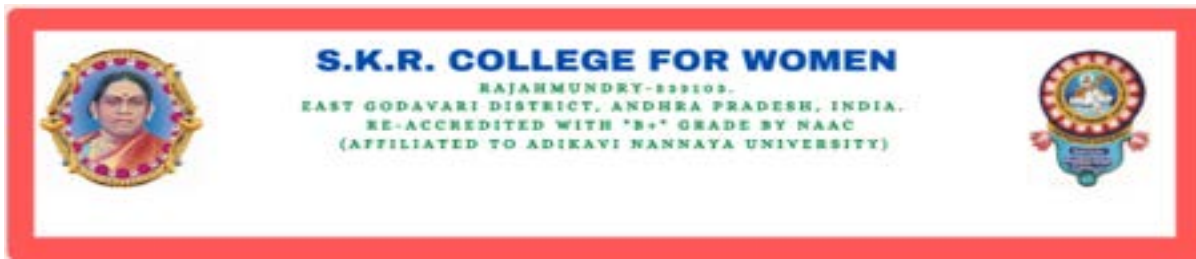 S.K.R. COLLEGE FOR WOMEN
RAJAHMUNDRY-533103.
EAST GODAVARI DISTRICT, ANDHRA PRADESH, INDIA.
RE-ACCREDITED WITH "B+" GRADE BY NAAC
(AFFILIATED TO ADIKAVI NANNAYA UNIVERSITY)